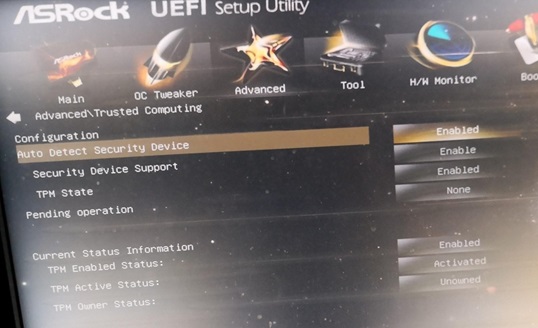 ASRock UEFI Setup Utility
Main
OC Tweaker
Advanced
Tool
H/W Monitor
Boo
Advanced\Trusted Computing
Configuration
Auto Detect Security Device Enabled
Security Device Support Enable
TPM State Enabled
Pending operation None
Current Status Information
TPM Enabled Status: Enabled
TPM Active Status: Activated
TPM Owner Status: Unowned